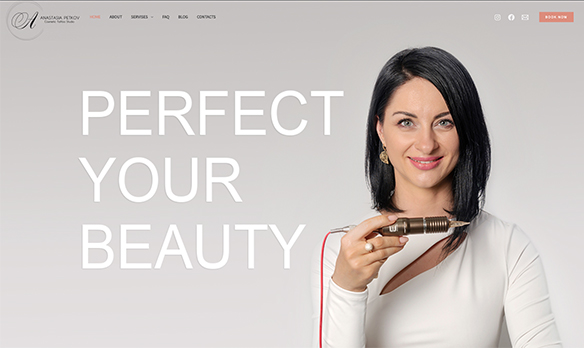 A
ANASTASIA PETKOV
Cosmetic Tattoo Studio
HOME ABOUT SERVICES FAQ BLOG CONTACTS
BOOK NOW
PERFECT
YOUR
BEAUTY